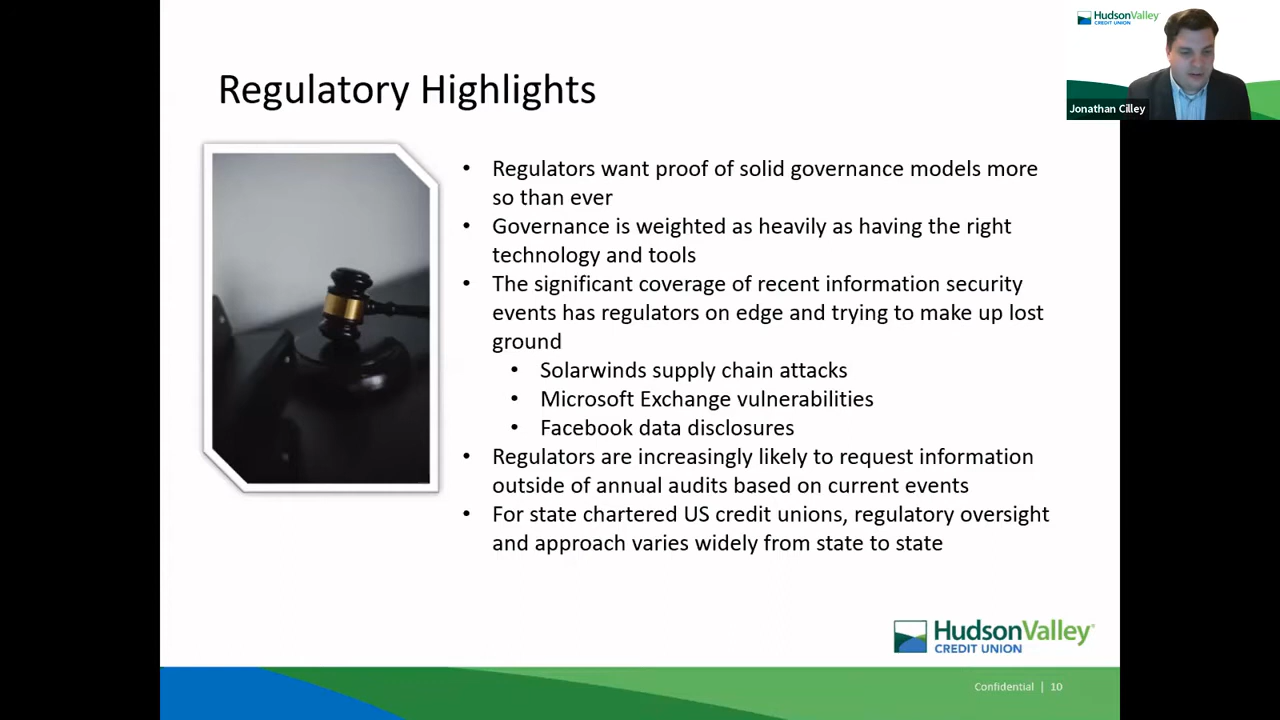 HudsonValley
CREDIT UNION
Jonathan Cilley
Regulatory Highlights
• Regulators want proof of solid governance models more
so than ever
• Governance is weighted as heavily as having the right
technology and tools
• The significant coverage of recent information security
events has regulators on edge and trying to make up lost
ground
• Solarwinds supply chain attacks
• Microsoft Exchange vulnerabilities
• Facebook data disclosures
• Regulators are increasingly likely to request information
outside of annual audits based on current events
• For state chartered US credit unions, regulatory oversight
and approach varies widely from state to state
HudsonValley®
CREDIT UNION
Confidential | 10